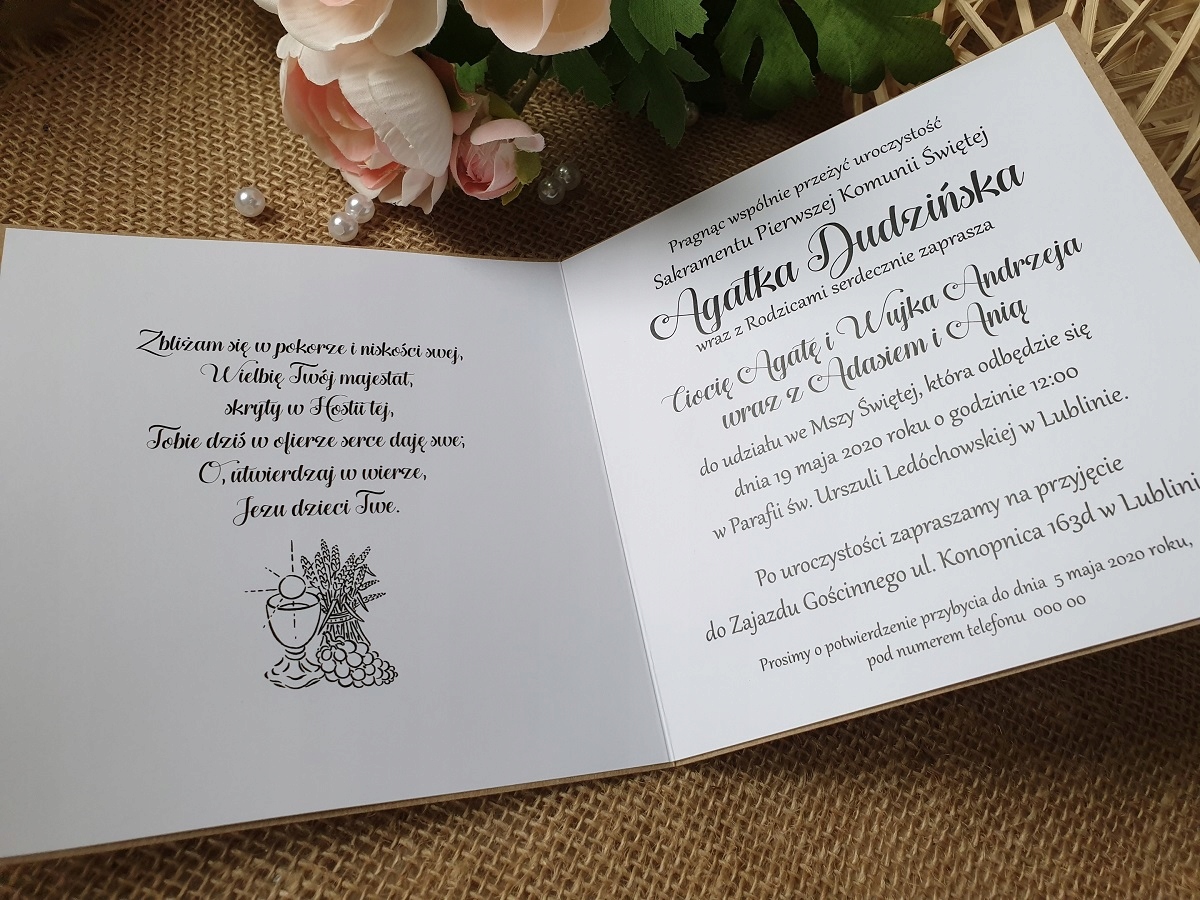 Zbliżam się w pokorze i niskości swej,
Wielbię Twój majestat,
skryty w Hostii tej,
Tobie dziś w ofierze serce daję swe;
O, utwierdzaj w wierze,
Jezu dzieci Twe.
Pragnąc wspólnie przeżyć uroczystość
Sakramentu Pierwszej Komunii Świętej
Agatka Dudzińska
wraz z Rodzicami serdecznie zaprasza
Ciocię Agatę i Wujka Andrzeja
wraz z Adasiem i Anią
do udziału we Mszy Świętej, która odbędzie się
dnia 19 maja 2020 roku o godzinie 12:00
w Parafii św. Urszuli Ledóchowskiej w Lublinie.
Po uroczystości zapraszamy na przyjęcie
do Zajazdu Gościnnego ul. Konopnica 163d w Lublini
Prosimy o potwierdzenie przybycia do dnia 5 maja 2020 roku,
pod numerem telefonu 000 00